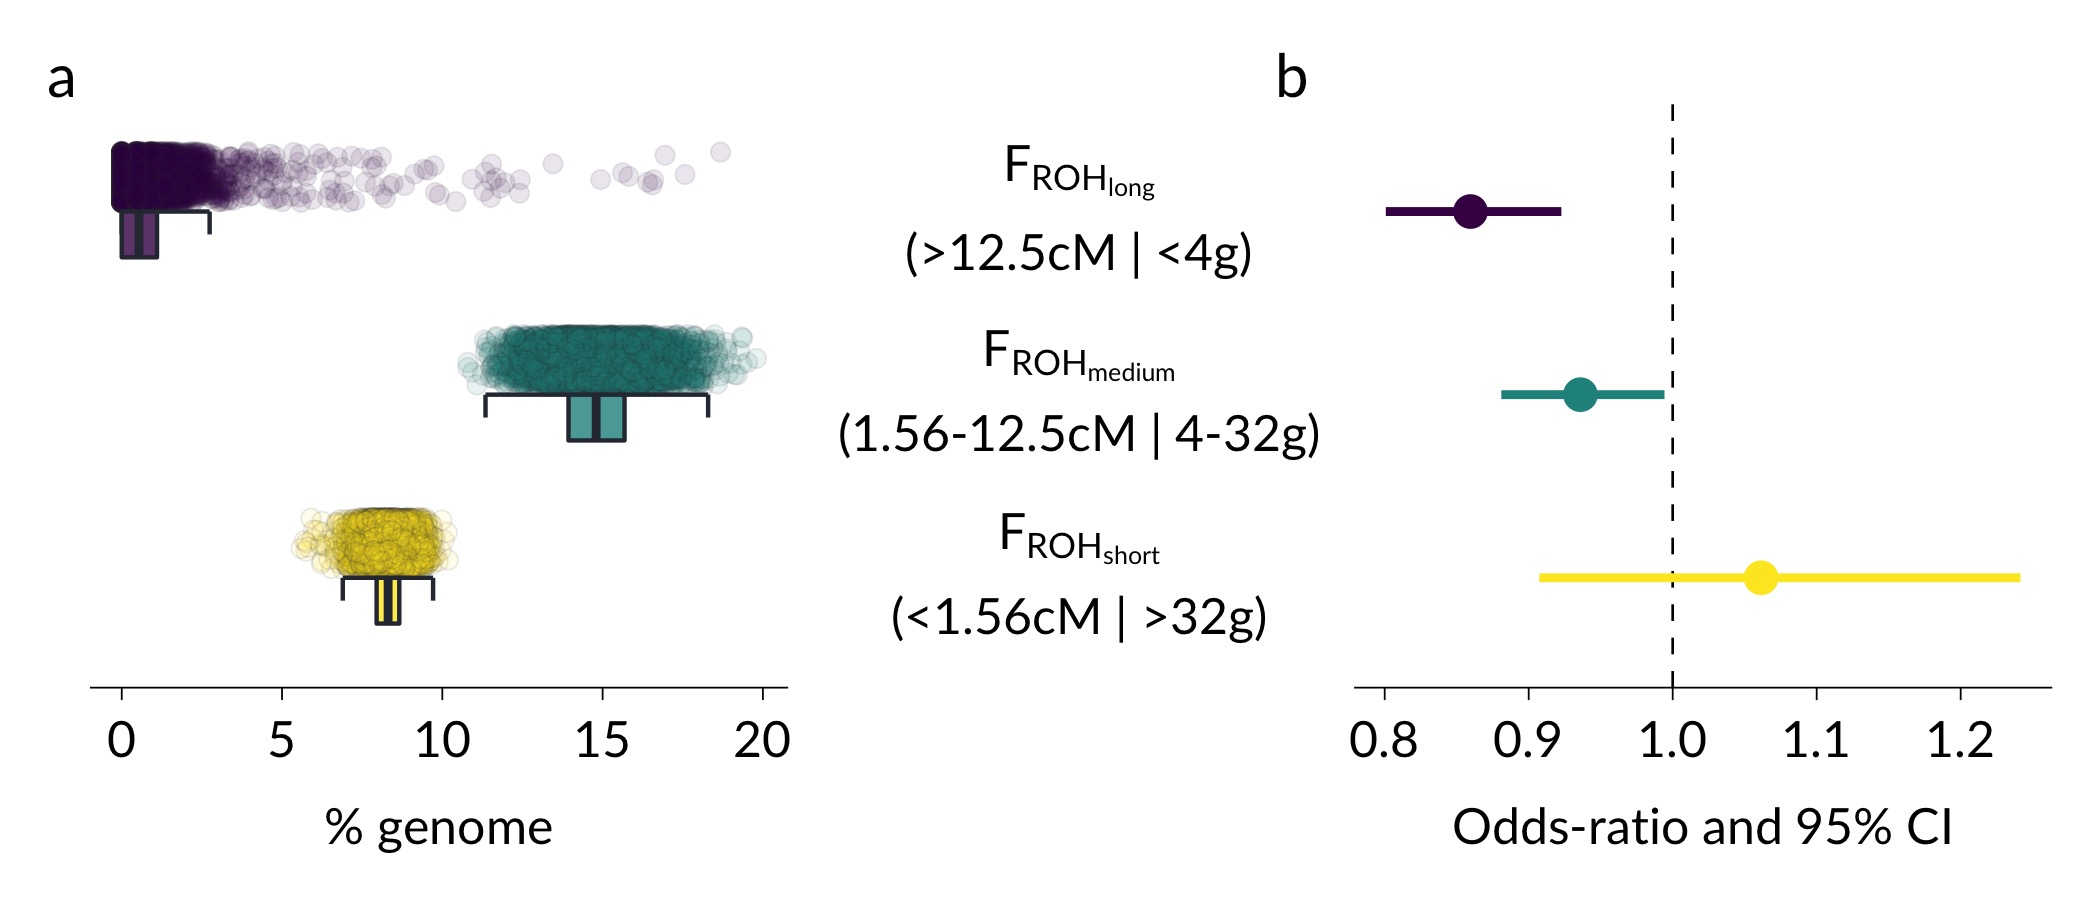 a
b
FROHlong
(>12.5cM | <4g)
FROHmedium
(1.56-12.5cM | 4-32g)
FROHshort
(<1.56cM | >32g)
0 5 10 15 20
0.8 0.9 1.0 1.1 1.2
% genome
Odds-ratio and 95% CI